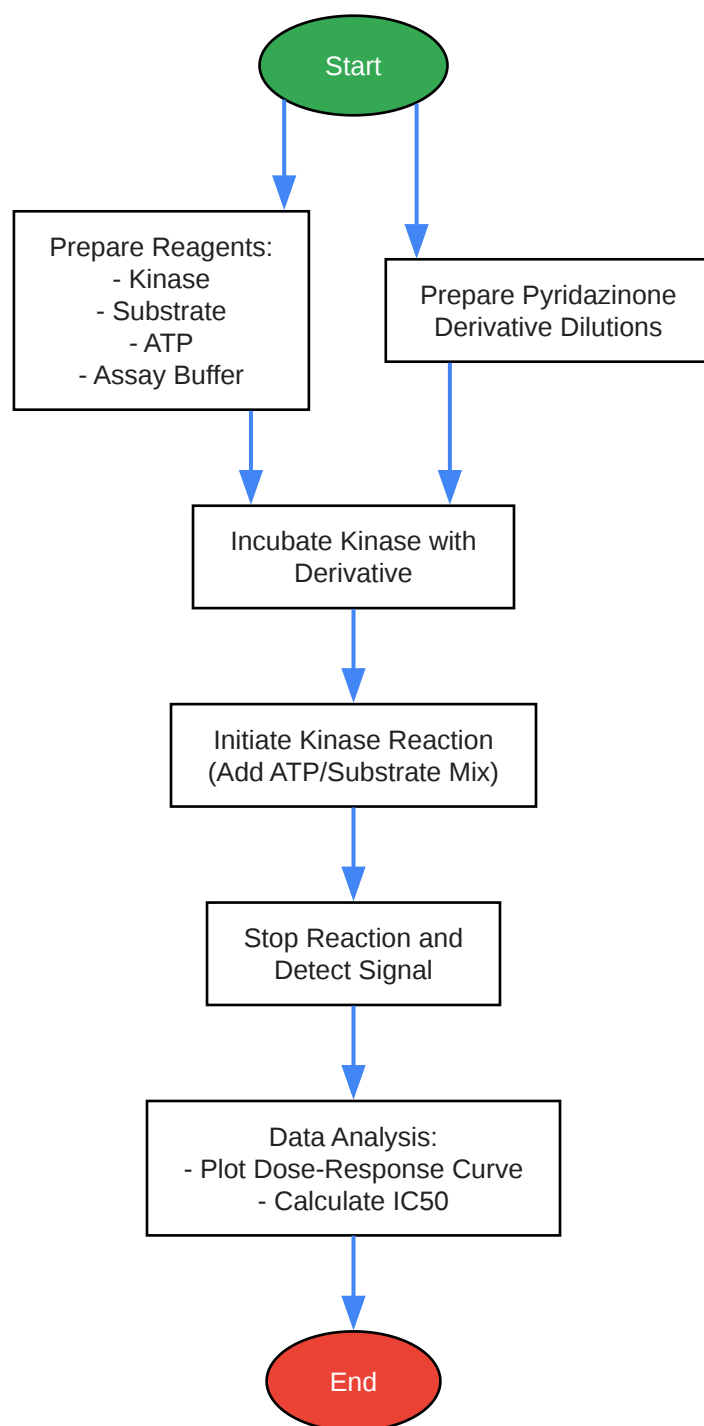 Start
Prepare Reagents:
- Kinase
- Substrate
- ATP
- Assay Buffer
Prepare Pyridazinone
Derivative Dilutions
Incubate Kinase with
Derivative
Initiate Kinase Reaction
(Add ATP/Substrate Mix)
Stop Reaction and
Detect Signal
Data Analysis:
- Plot Dose-Response Curve
- Calculate IC50
End